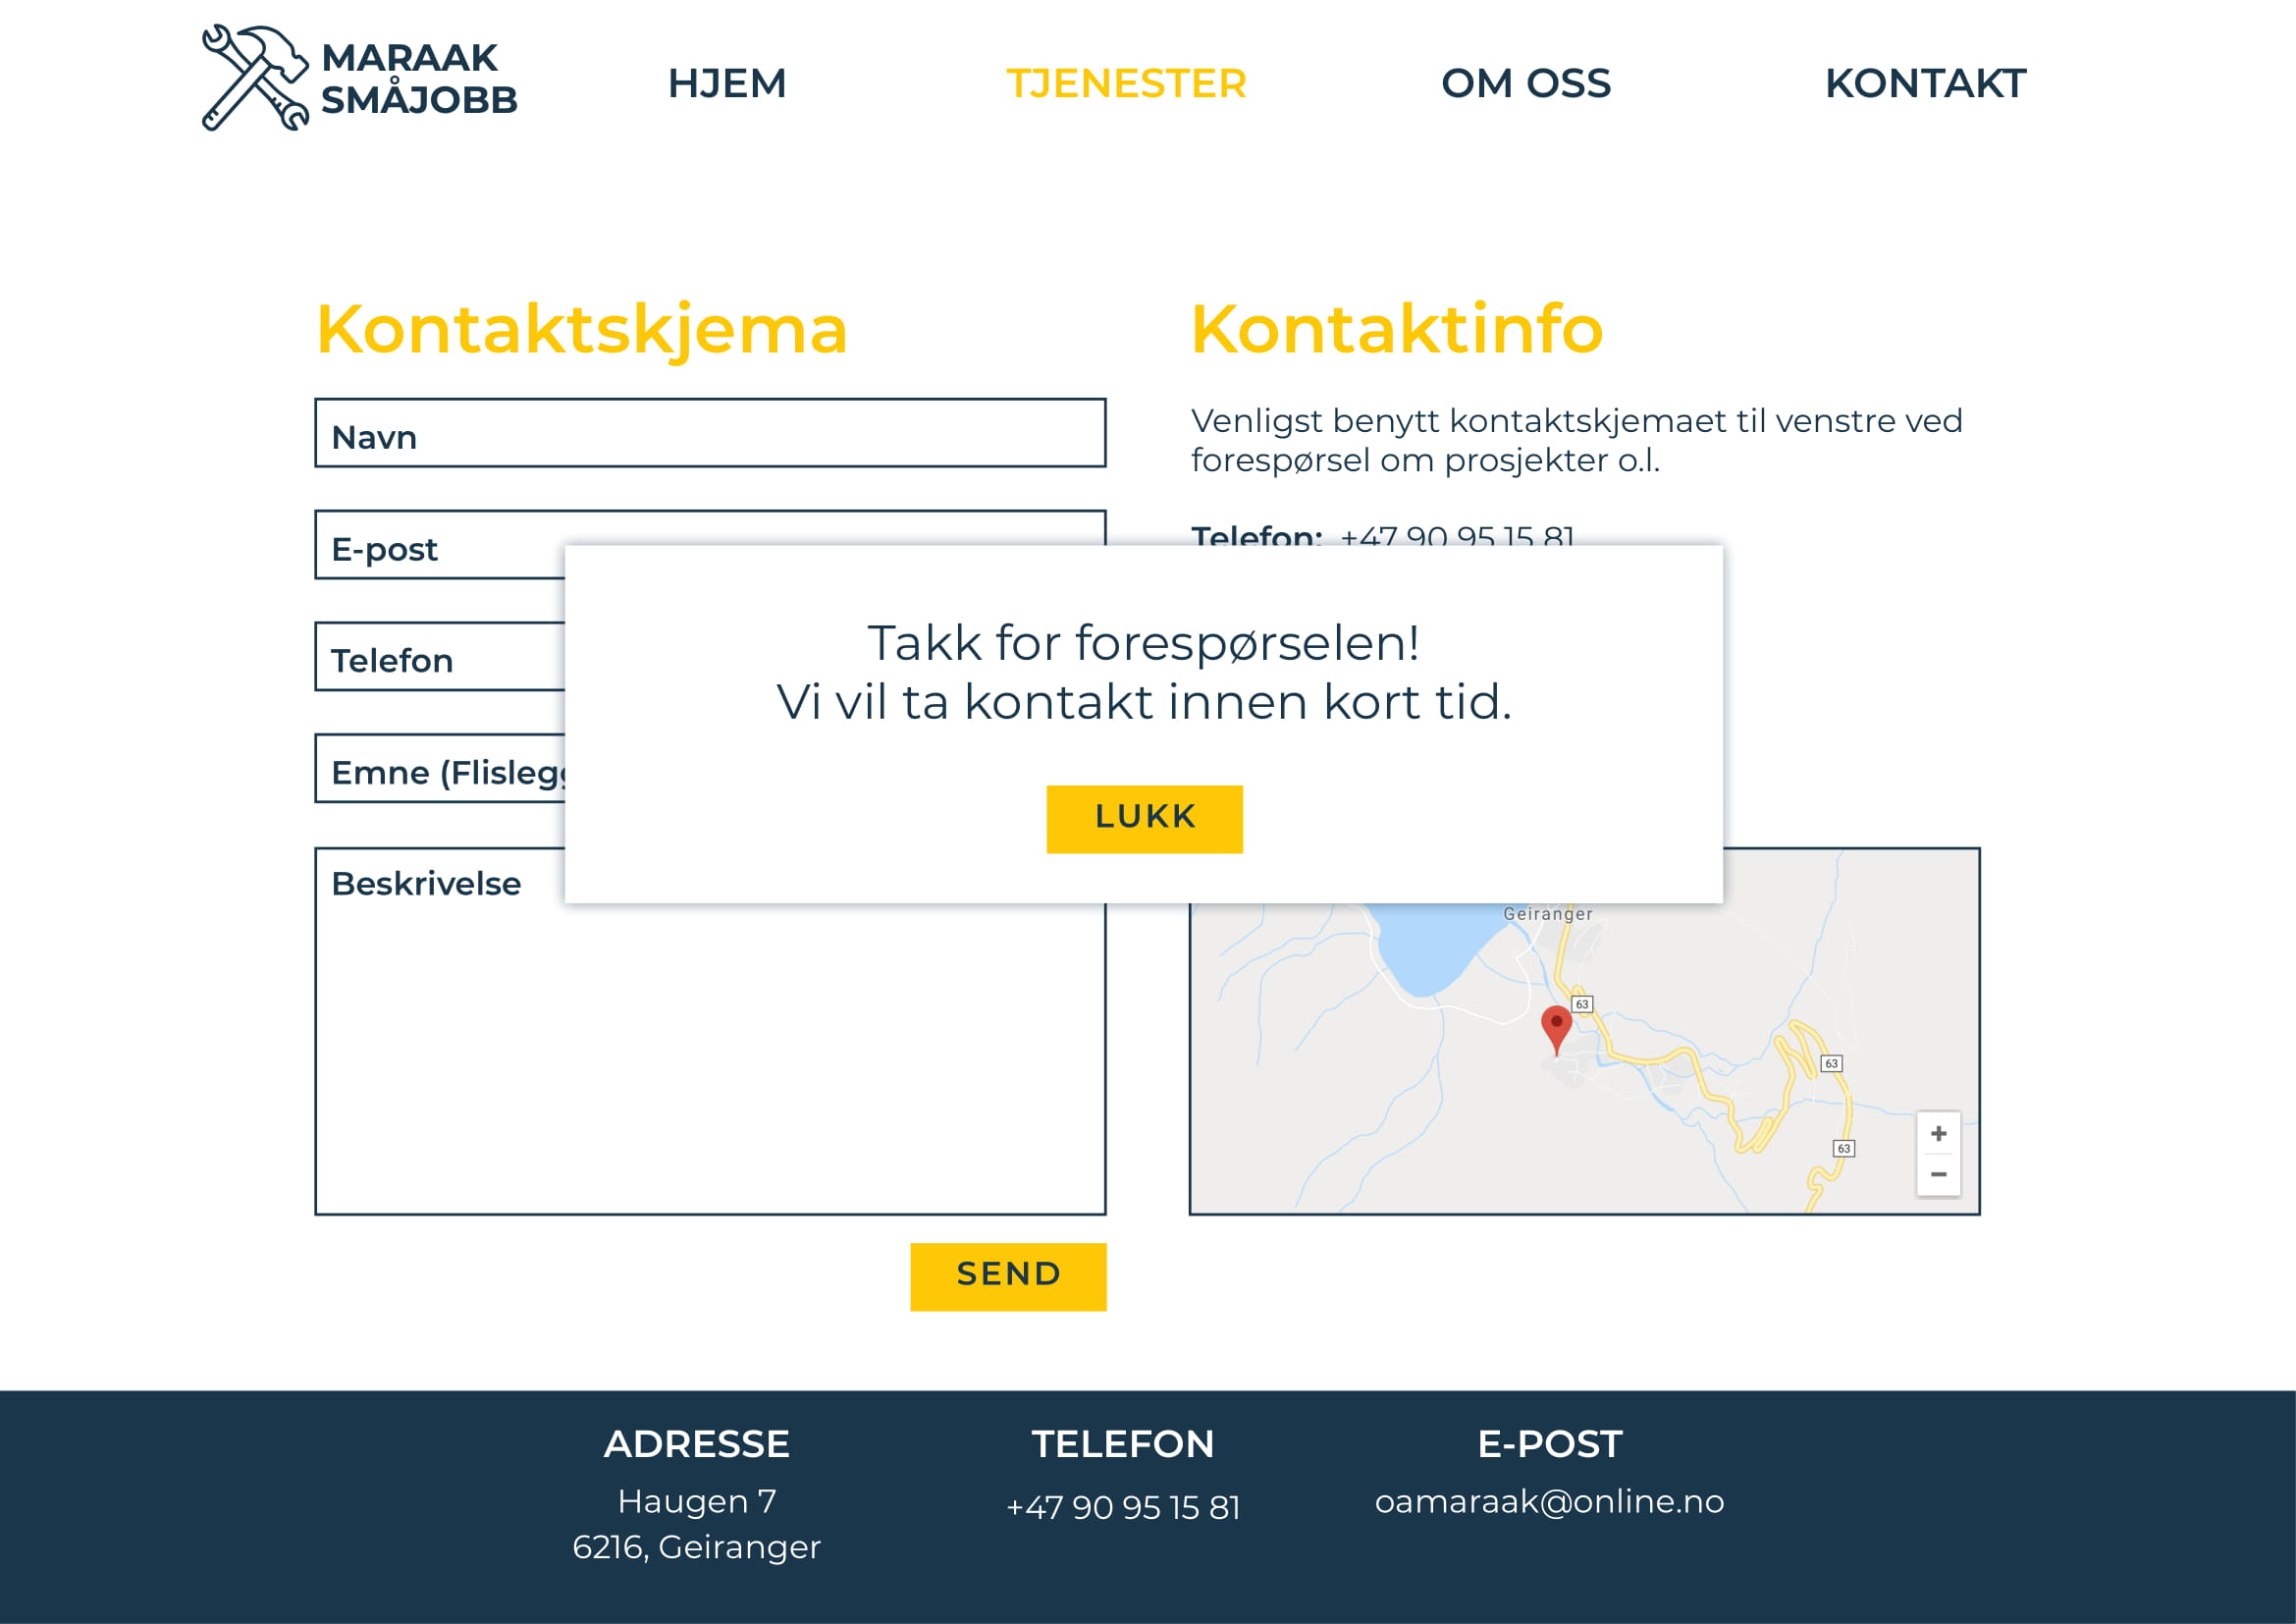 MARAAK
SMÅJOBB
HJEM
TJENESTER
OM OSS
KONTAKT
Kontaktskjema
Navn
E-post
Telefon
Emne
Beskrivelse
SEND
Kontaktinfo
Venligst benytt kontaktskjemaet til venstre ved
forespørsel om prosjekter o.l.
Telefon: +47 90 95 15 81
Takk for forespørselen!
Vi vil ta kontakt innen kort tid.
LUKK
Geiranger
63
63
63
+
−
ADRESSE
Haugen 7
6216, Geiranger
TELEFON
+47 90 95 15 81
E-POST
oamaraak@online.no